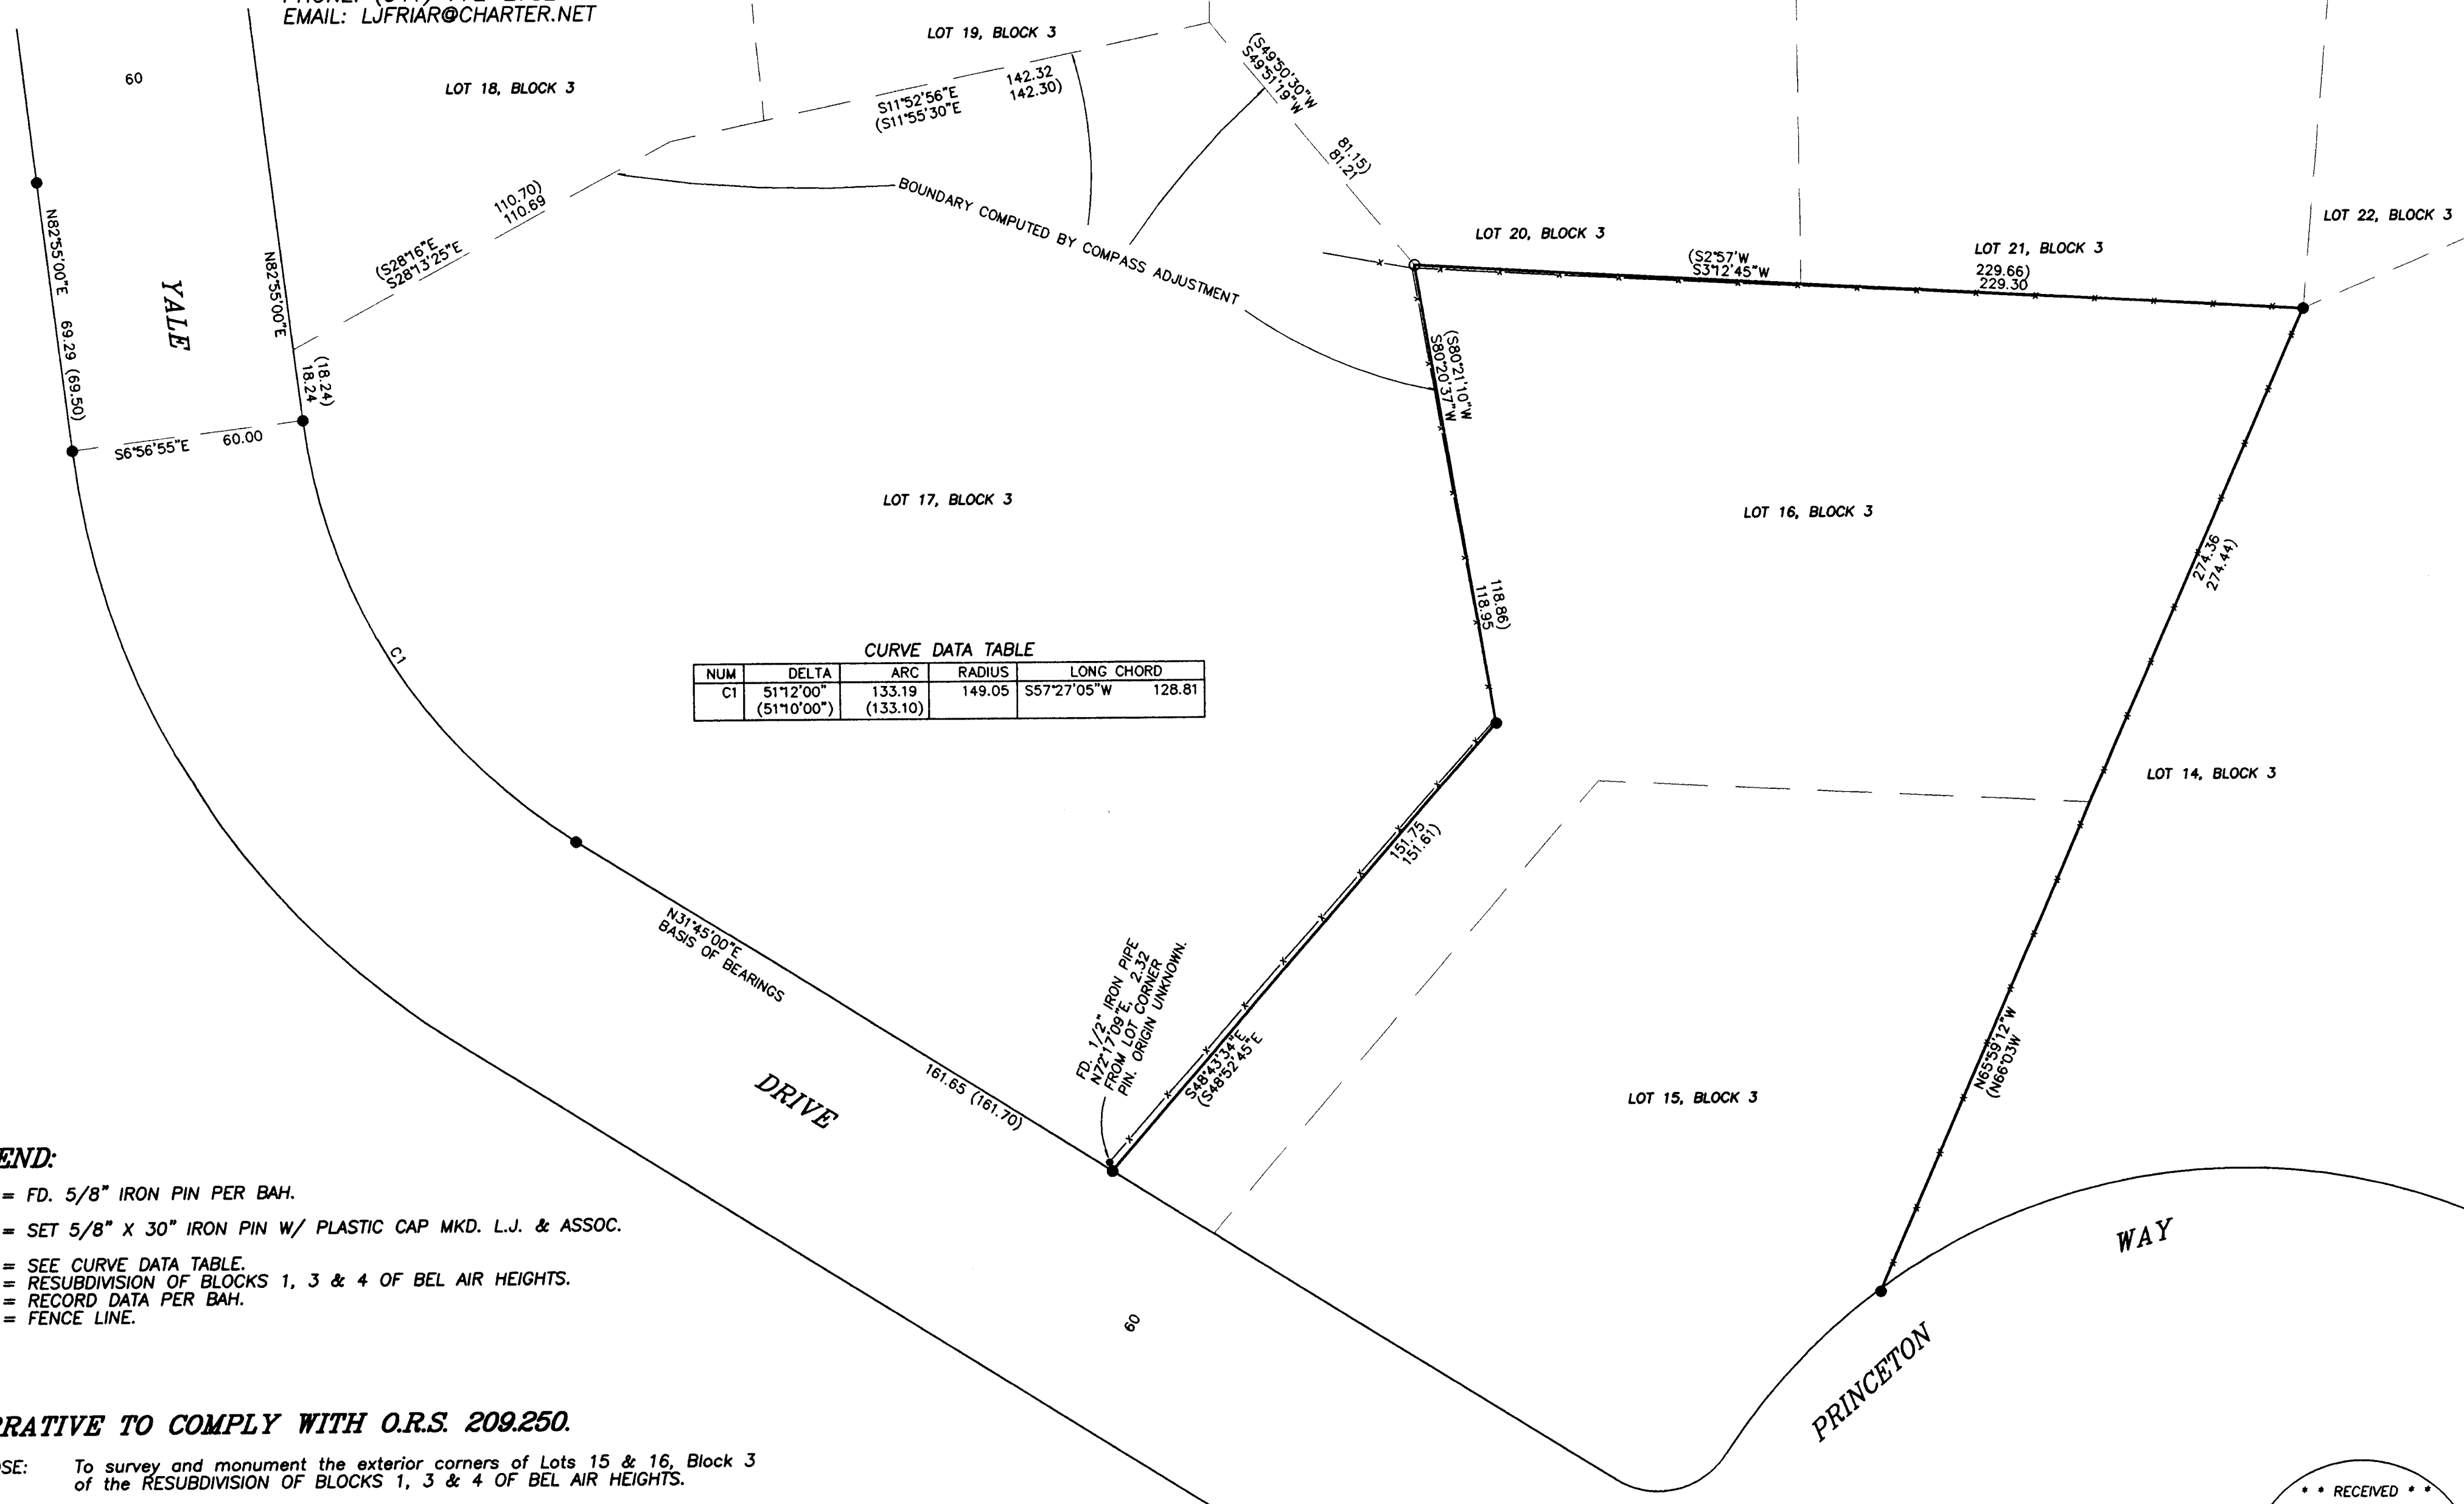 EMAIL: LJFRIAR@CHARTER.NET
60
LOT 18, BLOCK 3
LOT 19, BLOCK 3
S11°52'56"E 142.32
(S11°55'30"E 142.30)
(S49°50'30"W 81.15)
S49°51'19"W 81.21
(S28°16'E 110.70)
S28°13'25"E 110.69
BOUNDARY COMPUTED BY COMPASS ADJUSTMENT
LOT 20, BLOCK 3
LOT 21, BLOCK 3
LOT 22, BLOCK 3
(S2°57'W 229.66)
S3°12'45"W 229.30
N82°55'00"E 69.29 (69.50)
YALE
N82°55'00"E
(18.24)
18.24
S6°56'55"E 60.00
(S80°21'10"W 118.86)
S80°20'37"W 118.95
LOT 17, BLOCK 3
LOT 16, BLOCK 3
274.36
274.44)
C1
CURVE DATA TABLE
NUM DELTA ARC RADIUS LONG CHORD
C1 51°12'00" 133.19 149.05 S57°27'05"W 128.81
(51°10'00") (133.10)
LOT 14, BLOCK 3
151.75
151.61)
N31°45'00"E
BASIS OF BEARINGS
FD. 1/2" IRON PIPE
N72°17'09"E, 2.32
FROM LOT CORNER
PIN. ORIGIN UNKNOWN.
S48°43'34"E
(S48°52'45"E
161.65 (161.70)
DRIVE
N65°59'12"W
(N66°03W
LOT 15, BLOCK 3
WAY
PRINCETON
60
END:
= FD. 5/8" IRON PIN PER BAH.
= SET 5/8" X 30" IRON PIN W/ PLASTIC CAP MKD. L.J. & ASSOC.
= SEE CURVE DATA TABLE.
= RESUBDIVISION OF BLOCKS 1, 3 & 4 OF BEL AIR HEIGHTS.
= RECORD DATA PER BAH.
= FENCE LINE.
RRATIVE TO COMPLY WITH O.R.S. 209.250.
OSE: To survey and monument the exterior corners of Lots 15 & 16, Block 3
of the RESUBDIVISION OF BLOCKS 1, 3 & 4 OF BEL AIR HEIGHTS.
* * RECEIVED * *